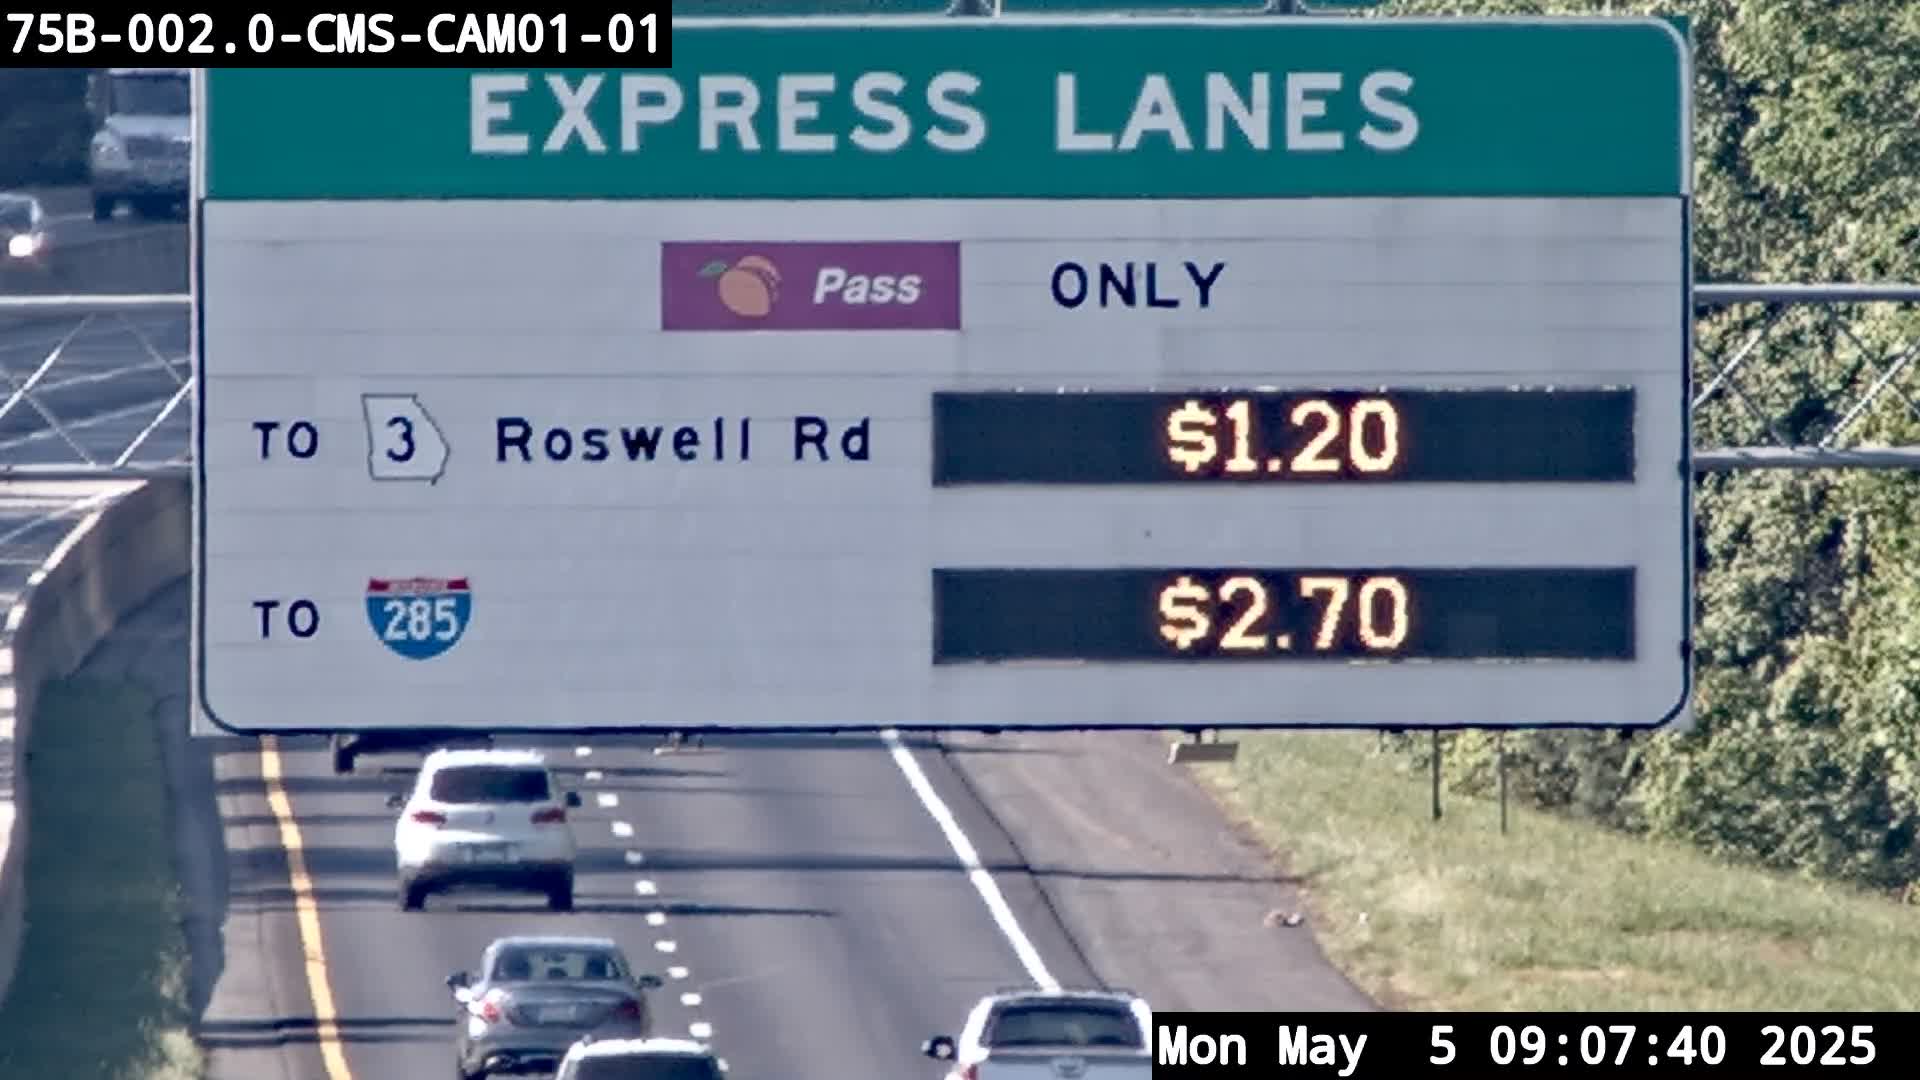 75B-002.0-CMS-CAM01-01
EXPRESS LANES
Pass ONLY
TO 3 Roswell Rd $1.20
TO 285 $2.70
Mon May 5 09:07:40 2025